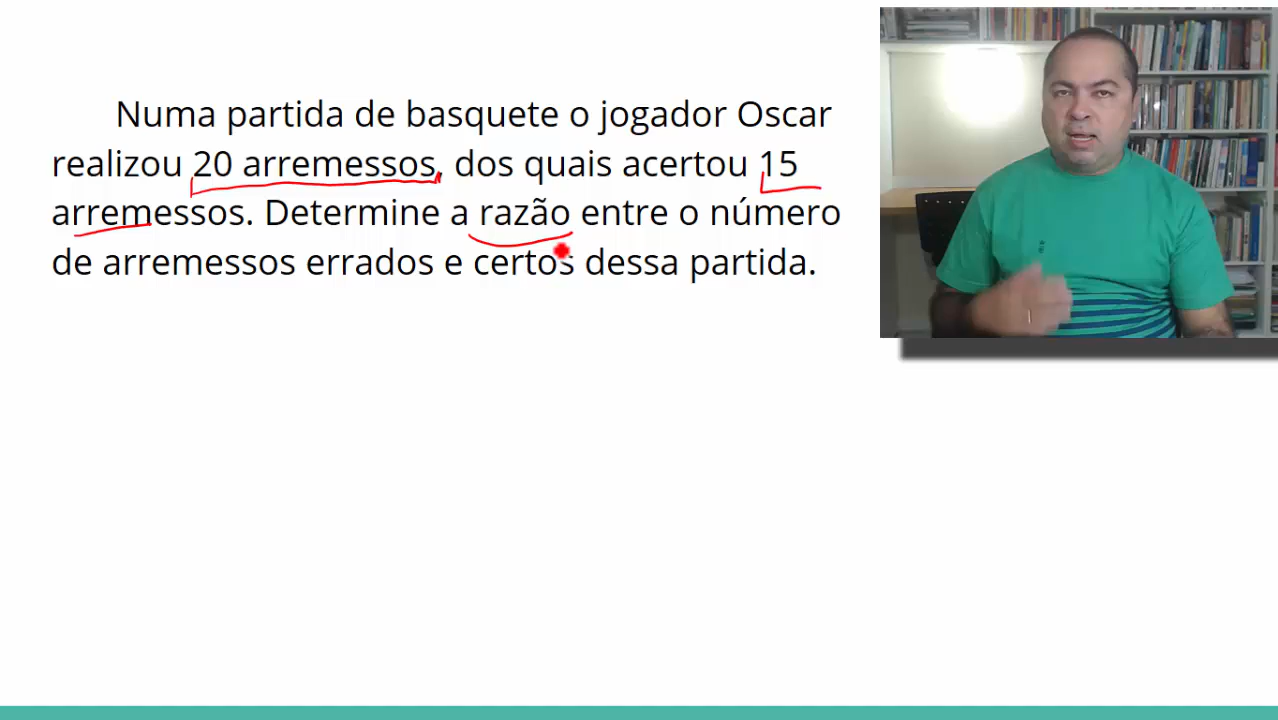 Numa partida de basquete o jogador Oscar
realizou 20 arremessos, dos quais acertou 15
arremessos. Determine a razão entre o número
de arremessos errados e certos dessa partida.